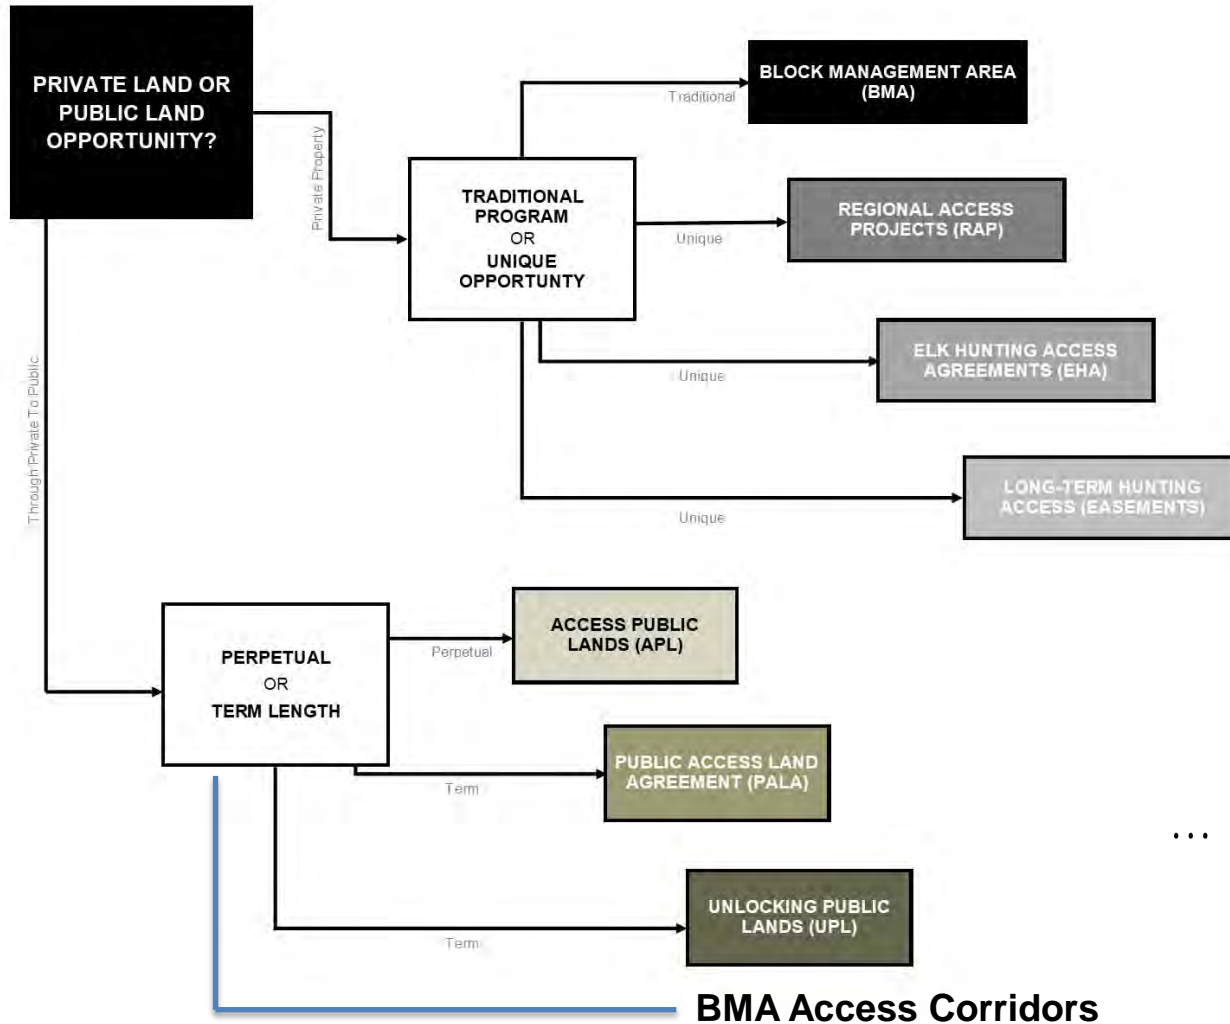 PRIVATE LAND OR
PUBLIC LAND
OPPORTUNITY?
Private Property
Through Private To Public
TRADITIONAL
PROGRAM
OR
UNIQUE
OPPORTUNTY
Traditional
BLOCK MANAGEMENT AREA
(BMA)
Unique
REGIONAL ACCESS
PROJECTS (RAP)
Unique
ELK HUNTING ACCESS
AGREEMENTS (EHA)
Unique
LONG-TERM HUNTING
ACCESS (EASEMENTS)
PERPETUAL
OR
TERM LENGTH
Perpetual
ACCESS PUBLIC
LANDS (APL)
Term
PUBLIC ACCESS LAND
AGREEMENT (PALA)
Term
UNLOCKING PUBLIC
LANDS (UPL)
...
BMA Access Corridors